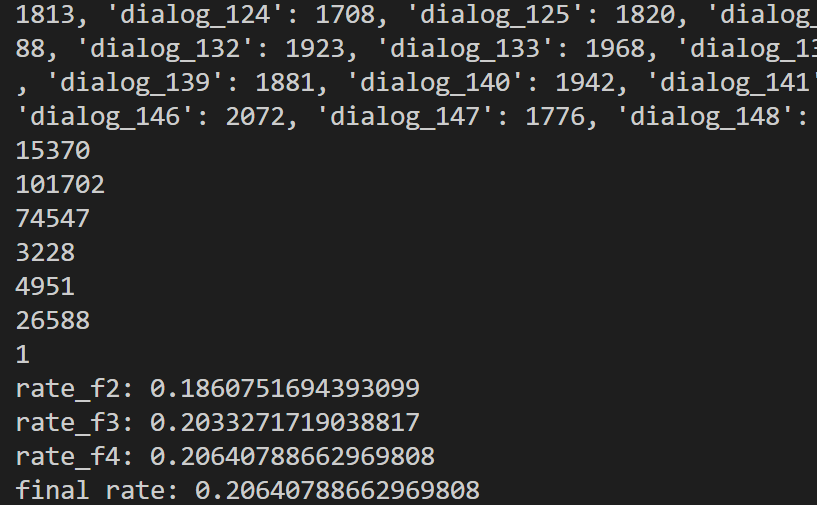 1813, 'dialog_124': 1708, 'dialog_125': 1820, 'dialog_
88, 'dialog_132': 1923, 'dialog_133': 1968, 'dialog_13
, 'dialog_139': 1881, 'dialog_140': 1942, 'dialog_141'
'dialog_146': 2072, 'dialog_147': 1776, 'dialog_148':
15370
101702
74547
3228
4951
26588
1
rate_f2: 0.1860751694393099
rate_f3: 0.2033271719038817
rate_f4: 0.20640788662969808
final rate: 0.20640788662969808